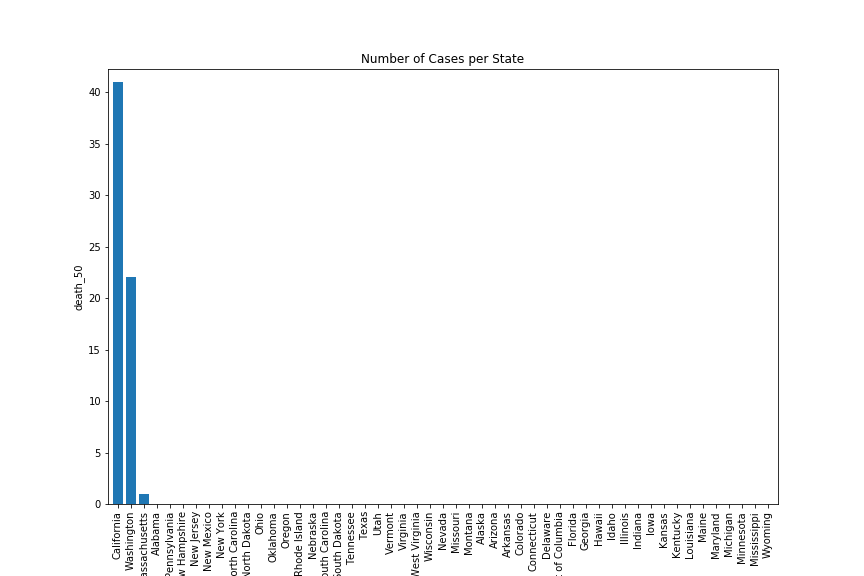 Number of Cases per State
death_50
40
35
30
25
20
15
10
5
0
California
Washington
assachusetts
Alabama
Pennsylvania
w Hampshire
New Jersey
New Mexico
New York
orth Carolina
North Dakota
Ohio
Oklahoma
Oregon
Rhode Island
Nebraska
outh Carolina
South Dakota
Tennessee
Texas
Utah
Vermont
Virginia
West Virginia
Wisconsin
Nevada
Missouri
Montana
Alaska
Arizona
Arkansas
Colorado
Connecticut
Delaware
t of Columbia
Florida
Georgia
Hawaii
Idaho
Illinois
Indiana
Iowa
Kansas
Kentucky
Louisiana
Maine
Maryland
Michigan
Minnesota
Mississippi
Wyoming